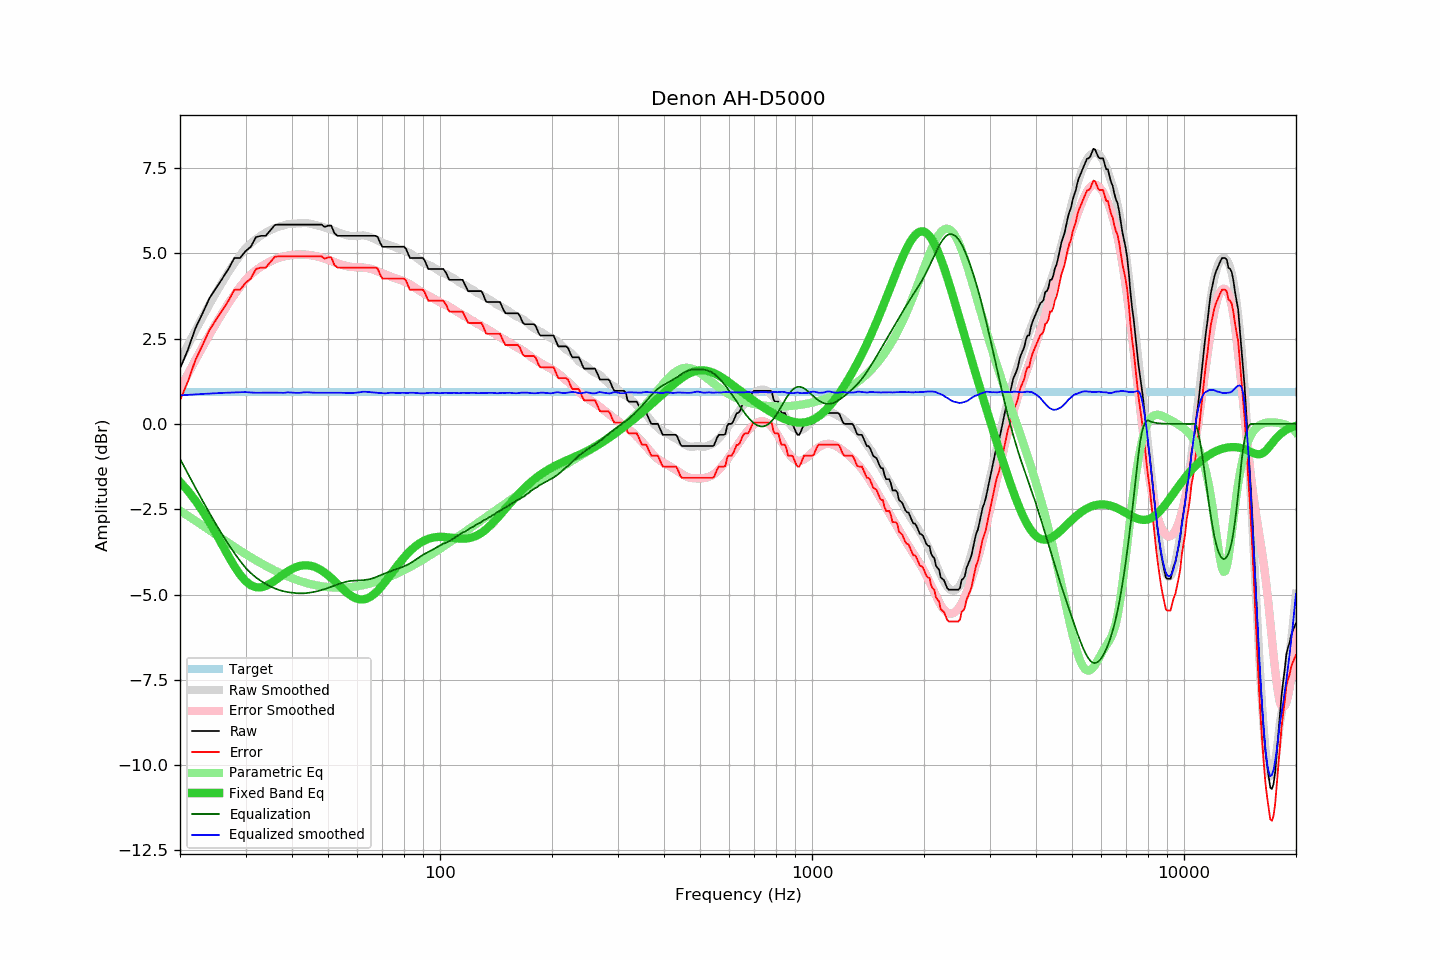 Denon AH-D5000
7.5
5.0
2.5
0.0
−2.5
−5.0
−7.5
−10.0
−12.5
Amplitude (dBr)
Target
Raw Smoothed
Error Smoothed
Raw
Error
Parametric Eq
Fixed Band Eq
Equalization
Equalized smoothed
100
1000
10000
Frequency (Hz)